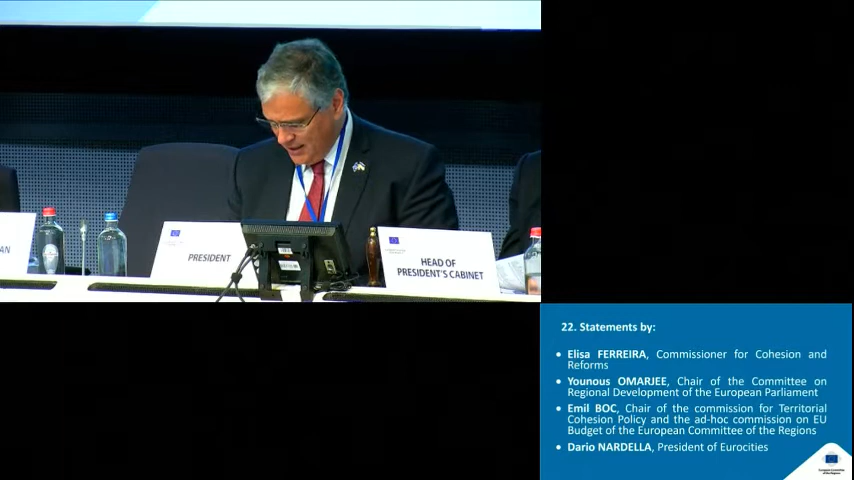 AN
PRESIDENT
HEAD OF
PRESIDENT'S CABINET
22. Statements by:
• Elisa FERREIRA, Commissioner for Cohesion and
Reforms
• Younous OMARJEE, Chair of the Committee on
Regional Development of the European Parliament
• Emil BOC, Chair of the commission for Territorial
Cohesion Policy and the ad-hoc commission on EU
Budget of the European Committee of the Regions
• Dario NARDELLA, President of Eurocities